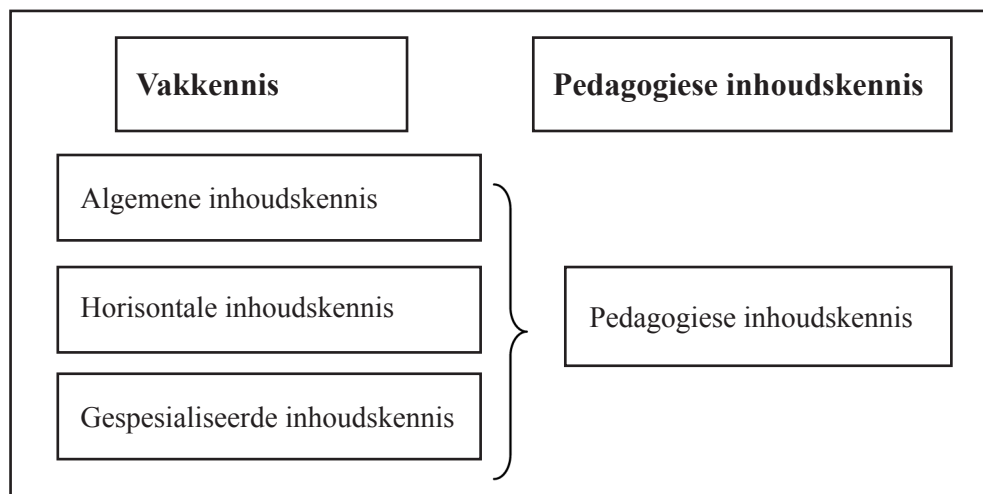 Vakkennis
Pedagogiese inhoudskennis
Algemene inhoudskennis
Horisontale inhoudskennis
Gespesialiseerde inhoudskennis
Pedagogiese inhoudskennis